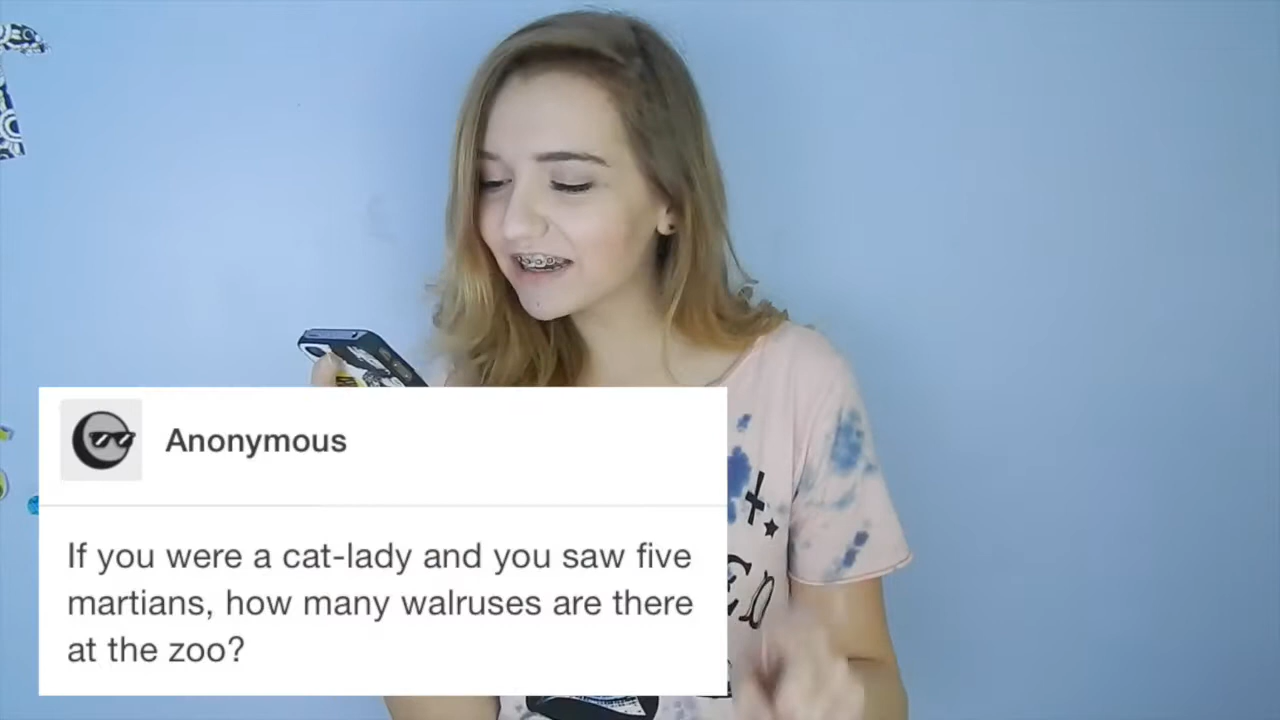 Anonymous
If you were a cat-lady and you saw five
martians, how many walruses are there
at the zoo?